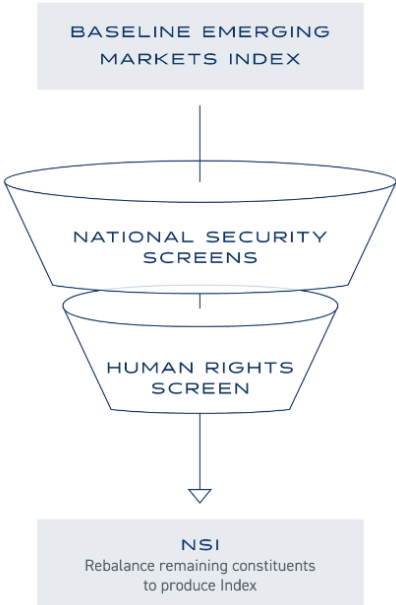 BASELINE EMERGING
MARKETS INDEX
NATIONAL SECURITY
SCREENS
HUMAN RIGHTS
SCREEN
NSI
Rebalance remaining constituents
to produce Index